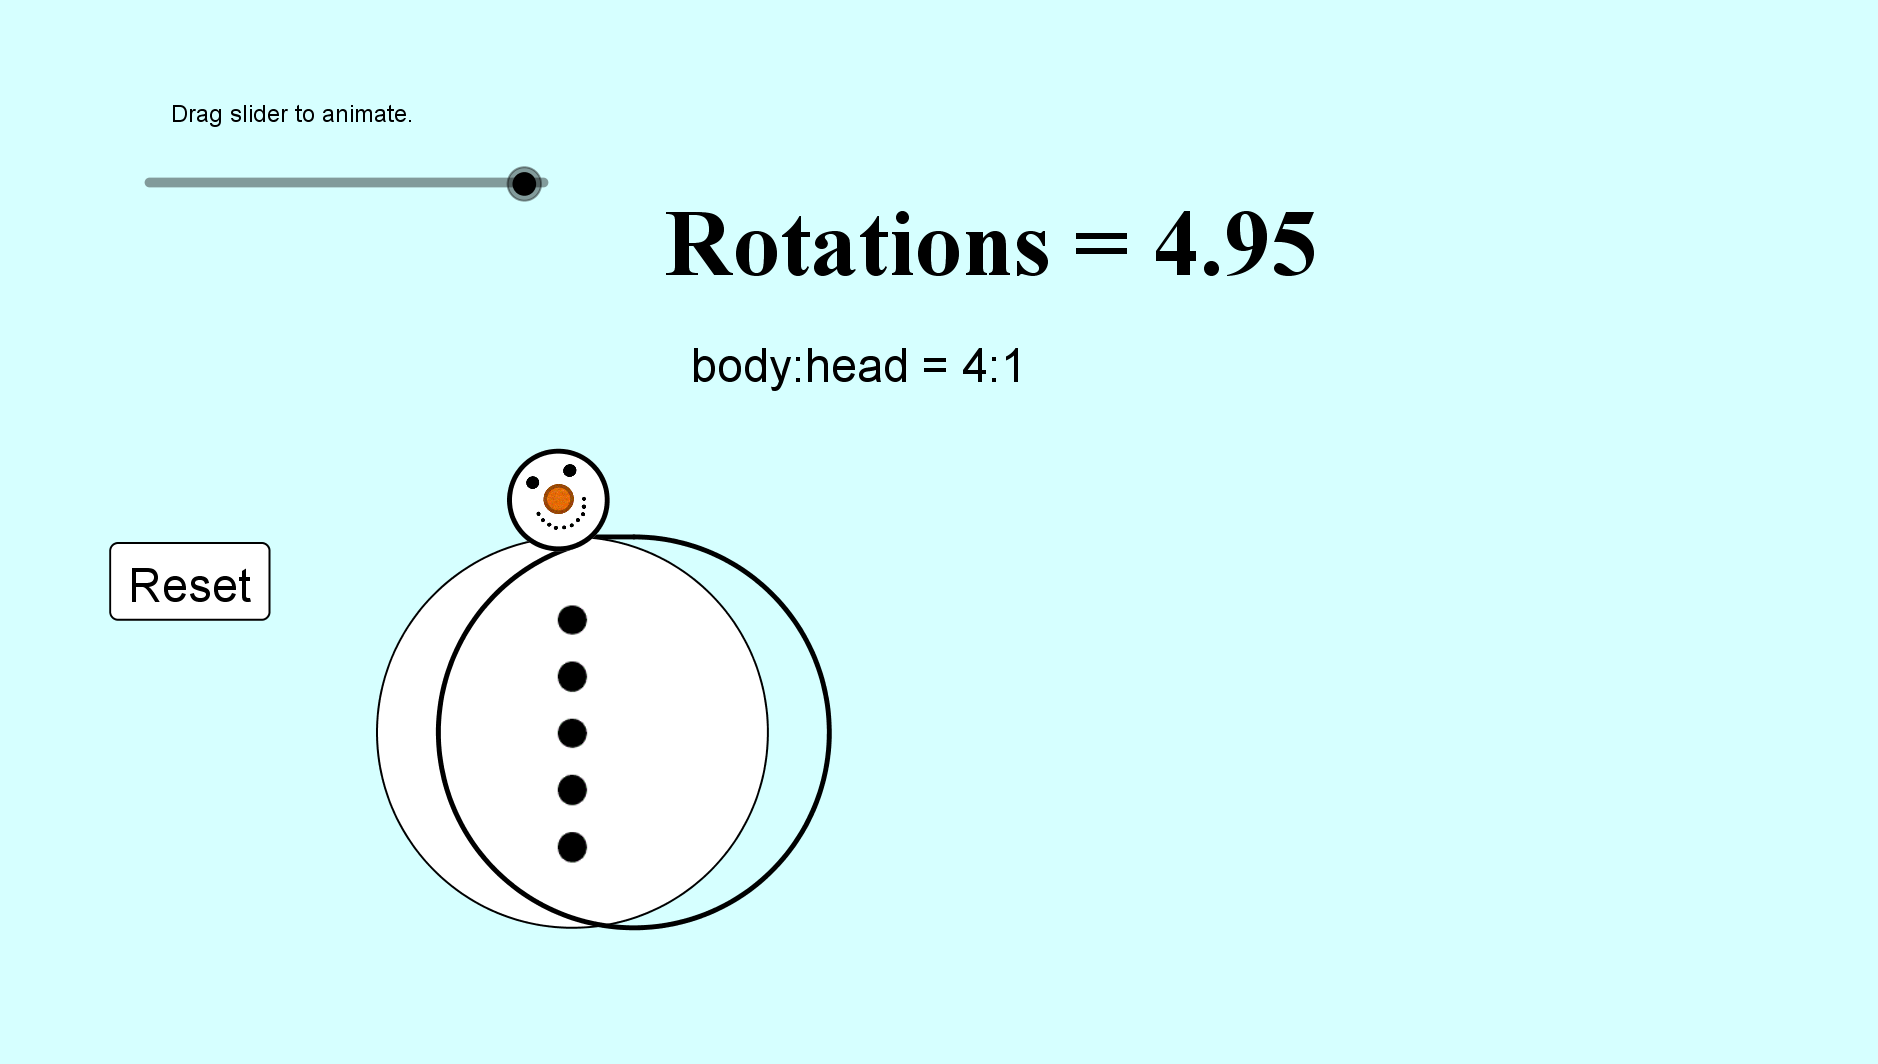 Drag slider to animate.
Rotations = 4.95
body:head = 4:1
Reset